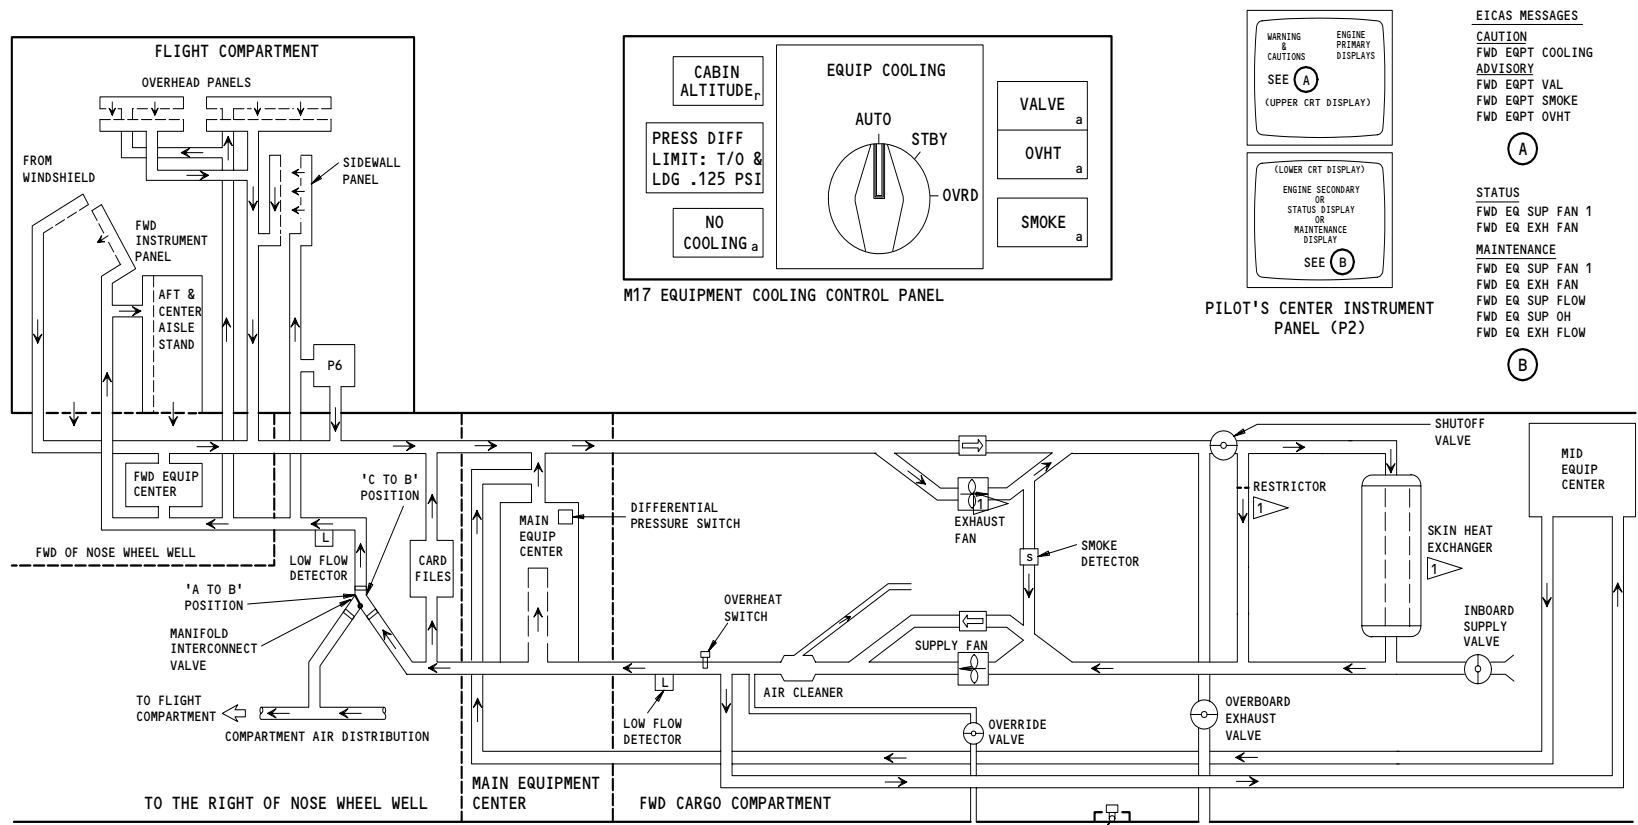 FLIGHT COMPARTMENT
OVERHEAD PANELS
FROM
WINDSHIELD
SIDEWALL
PANEL
FWD
INSTRUMENT
PANEL
AFT &
CENTER
AISLE
STAND
P6
CABIN
ALTITUDE r
PRESS DIFF
LIMIT: T/O &
LDG .125 PSI
NO
COOLING a
EQUIP COOLING
AUTO
STBY
OVRD
VALVE
a
OVHT
a
SMOKE
a
M17 EQUIPMENT COOLING CONTROL PANEL
WARNING
&
CAUTIONS
ENGINE
PRIMARY
DISPLAYS
SEE A
(UPPER CRT DISPLAY)
(LOWER CRT DISPLAY)
ENGINE SECONDARY
OR
STATUS DISPLAY
OR
MAINTENANCE
DISPLAY
SEE B
PILOT'S CENTER INSTRUMENT
PANEL (P2)
EICAS MESSAGES
CAUTION
FWD EQPT COOLING
ADVISORY
FWD EQPT VAL
FWD EQPT SMOKE
FWD EQPT OVHT
A
STATUS
FWD EQ SUP FAN 1
FWD EQ EXH FAN
MAINTENANCE
FWD EQ SUP FAN 1
FWD EQ EXH FAN
FWD EQ SUP FLOW
FWD EQ SUP OH
FWD EQ EXH FLOW
B
FWD EQUIP
CENTER
'C TO B'
POSITION
FWD OF NOSE WHEEL WELL
L
LOW FLOW
DETECTOR
CARD
FILES
'A TO B'
POSITION
MANIFOLD
INTERCONNECT
VALVE
TO FLIGHT
COMPARTMENT
COMPARTMENT AIR DISTRIBUTION
TO THE RIGHT OF NOSE WHEEL WELL
MAIN
EQUIP
CENTER
DIFFERENTIAL
PRESSURE SWITCH
MAIN EQUIPMENT
CENTER
OVERHEAT
SWITCH
L
LOW FLOW
DETECTOR
AIR CLEANER
SUPPLY FAN
1
EXHAUST
FAN
S
SMOKE
DETECTOR
OVERRIDE
VALVE
FWD CARGO COMPARTMENT
SHUTOFF
VALVE
RESTRICTOR
1
SKIN HEAT
EXCHANGER
1
MID
EQUIP
CENTER
INBOARD
SUPPLY
VALVE
OVERBOARD
EXHAUST
VALVE